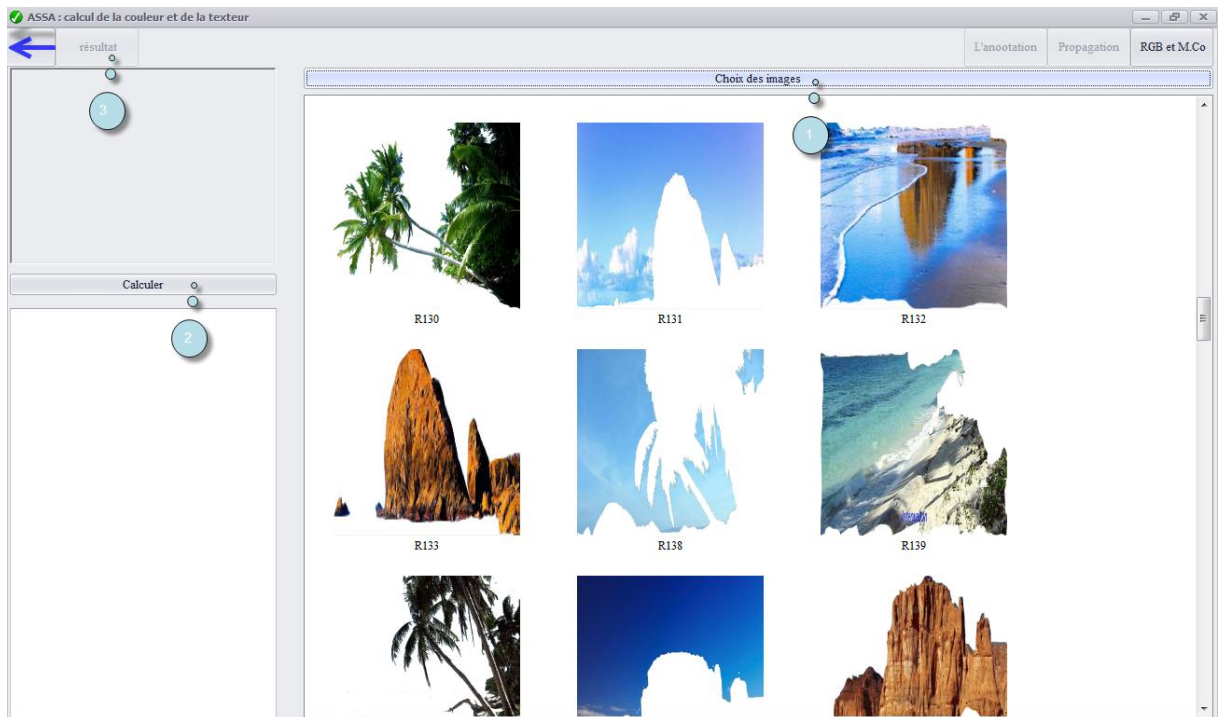 ASSA : calcul de la couleur et de la texteur
résultat
L'anootation
Propagation
RGB et M.Co
Choix des images
3
1
Calculer
2
R130
R131
R132
R133
R138
R139